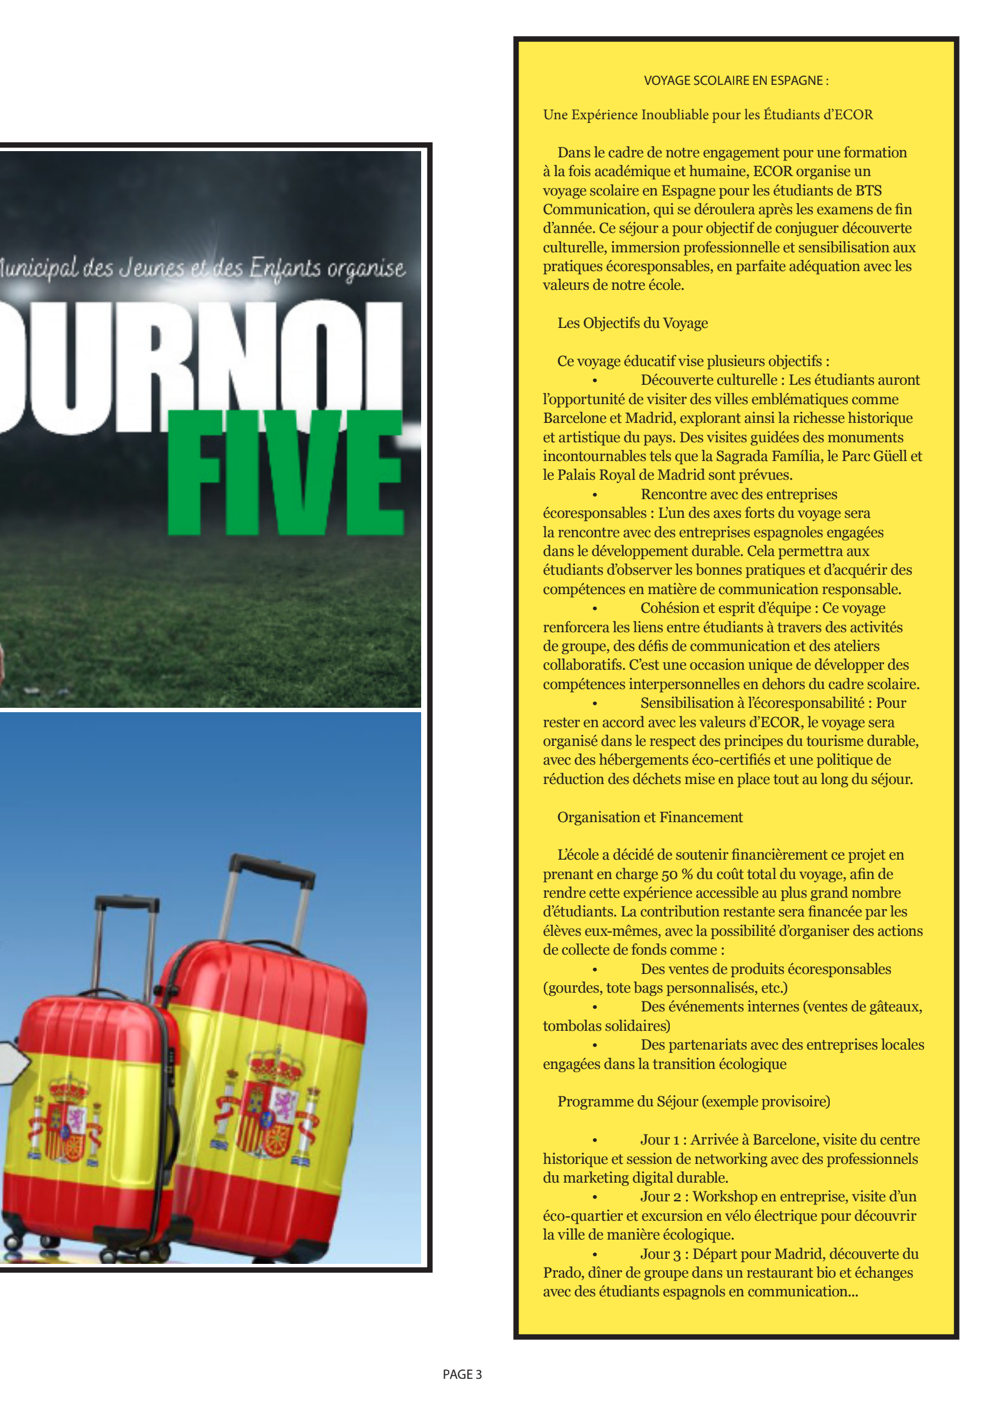 Municipal des Jeunes et des Enfants organise
OURNOI
FIVE
VOYAGE SCOLAIRE EN ESPAGNE :
Une Expérience Inoubliable pour les Étudiants d'ECOR
Dans le cadre de notre engagement pour une formation
à la fois académique et humaine, ECOR organise un
voyage scolaire en Espagne pour les étudiants de BTS
Communication, qui se déroulera après les examens de fin
d'année. Ce séjour a pour objectif de conjuguer découverte
culturelle, immersion professionnelle et sensibilisation aux
pratiques écoresponsables, en parfaite adéquation avec les
valeurs de notre école.
Les Objectifs du Voyage
Ce voyage éducatif vise plusieurs objectifs :
• Découverte culturelle : Les étudiants auront
l'opportunité de visiter des villes emblématiques comme
Barcelone et Madrid, explorant ainsi la richesse historique
et artistique du pays. Des visites guidées des monuments
incontournables tels que la Sagrada Família, le Parc Güell et
le Palais Royal de Madrid sont prévues.
• Rencontre avec des entreprises
écoresponsables : L'un des axes forts du voyage sera
la rencontre avec des entreprises espagnoles engagées
dans le développement durable. Cela permettra aux
étudiants d'observer les bonnes pratiques et d'acquérir des
compétences en matière de communication responsable.
• Cohésion et esprit d'équipe : Ce voyage
renforcera les liens entre étudiants à travers des activités
de groupe, des défis de communication et des ateliers
collaboratifs. C'est une occasion unique de développer des
compétences interpersonnelles en dehors du cadre scolaire.
• Sensibilisation à l'écoresponsabilité : Pour
rester en accord avec les valeurs d'ECOR, le voyage sera
organisé dans le respect des principes du tourisme durable,
avec des hébergements éco-certifiés et une politique de
réduction des déchets mise en place tout au long du séjour.
Organisation et Financement
L'école a décidé de soutenir financièrement ce projet en
prenant en charge 50 % du coût total du voyage, afin de
rendre cette expérience accessible au plus grand nombre
d'étudiants. La contribution restante sera financée par les
élèves eux-mêmes, avec la possibilité d'organiser des actions
de collecte de fonds comme :
• Des ventes de produits écoresponsables
(gourdes, tote bags personnalisés, etc.)
• Des événements internes (ventes de gâteaux,
tombolas solidaires)
• Des partenariats avec des entreprises locales
engagées dans la transition écologique
Programme du Séjour (exemple provisoire)
• Jour 1 : Arrivée à Barcelone, visite du centre
historique et session de networking avec des professionnels
du marketing digital durable.
• Jour 2 : Workshop en entreprise, visite d'un
éco-quartier et excursion en vélo électrique pour découvrir
la ville de manière écologique.
• Jour 3 : Départ pour Madrid, découverte du
Prado, dîner de groupe dans un restaurant bio et échanges
avec des étudiants espagnols en communication...
PAGE 3